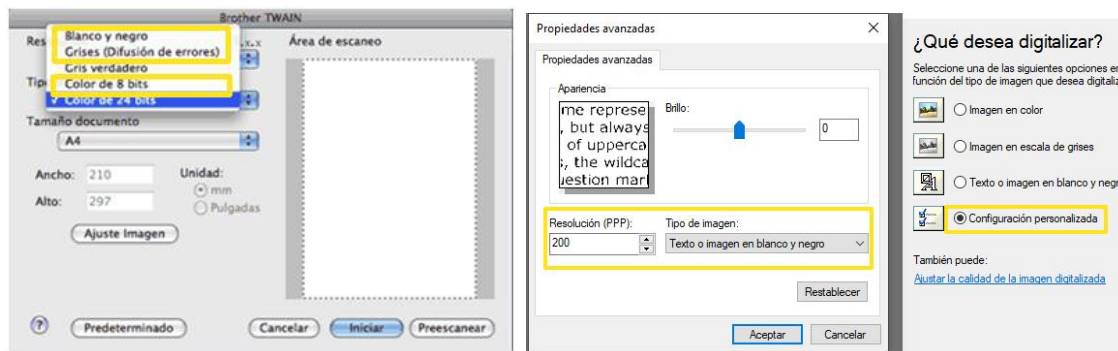 Brother TWAIN
Res
Blanco y negro
Grises (Difusión de errores)
Gris verdadero
Tip
Color de 8 bits
✓ Color de 24 bits
x.x
Área de escaneo
Tamaño documento
A4
Ancho: 210
Unidad:
mm
Alto: 297
Pulgadas
Ajuste Imagen
?
Predeterminado
Cancelar
Iniciar
Preescanear
Propiedades avanzadas
Propiedades avanzadas
Apariencia
me represe
, but always
of upperca
s, the wildca
uestion mark
Brillo:
0
Resolución (PPP):
Tipo de imagen:
200
Texto o imagen en blanco y negro
Restablecer
Aceptar
Cancelar
¿Qué desea digitalizar?
Seleccione una de las siguientes opciones en
función del tipo de imagen que desea digitaliz
Imagen en color
Imagen en escala de grises
Texto o imagen en blanco y negr
Configuración personalizada
También puede:
Ajustar la calidad de la imagen digitalizada